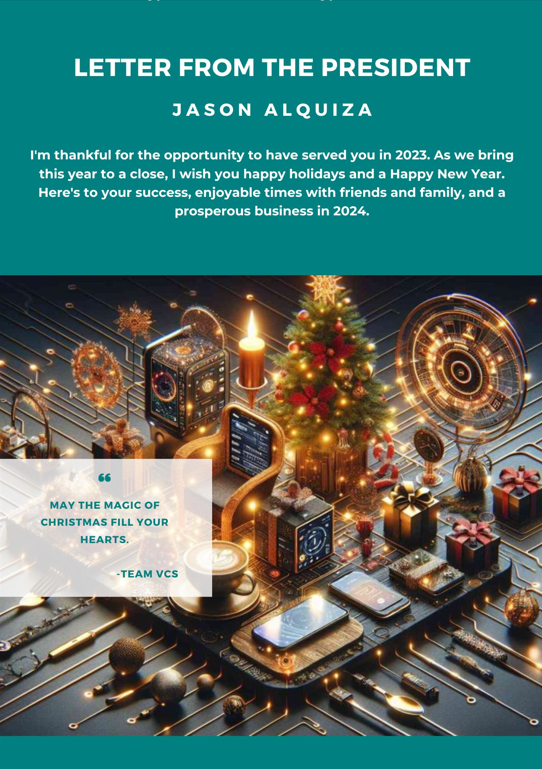 LETTER FROM THE PRESIDENT
JASON ALQUIZA
I'm thankful for the opportunity to have served you in 2023. As we bring
this year to a close, I wish you happy holidays and a Happy New Year.
Here's to your success, enjoyable times with friends and family, and a
prosperous business in 2024.
❝
MAY THE MAGIC OF
CHRISTMAS FILL YOUR
HEARTS.
-TEAM VCS